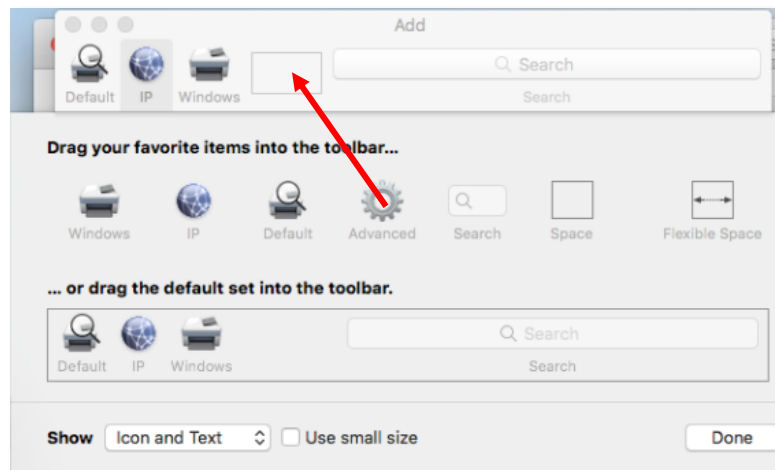 Add
Search
Default IP Windows Search
Drag your favorite items into the toolbar...
Windows IP Default Advanced Search Space Flexible Space
... or drag the default set into the toolbar.
Search
Default IP Windows Search
Show Icon and Text Use small size Done